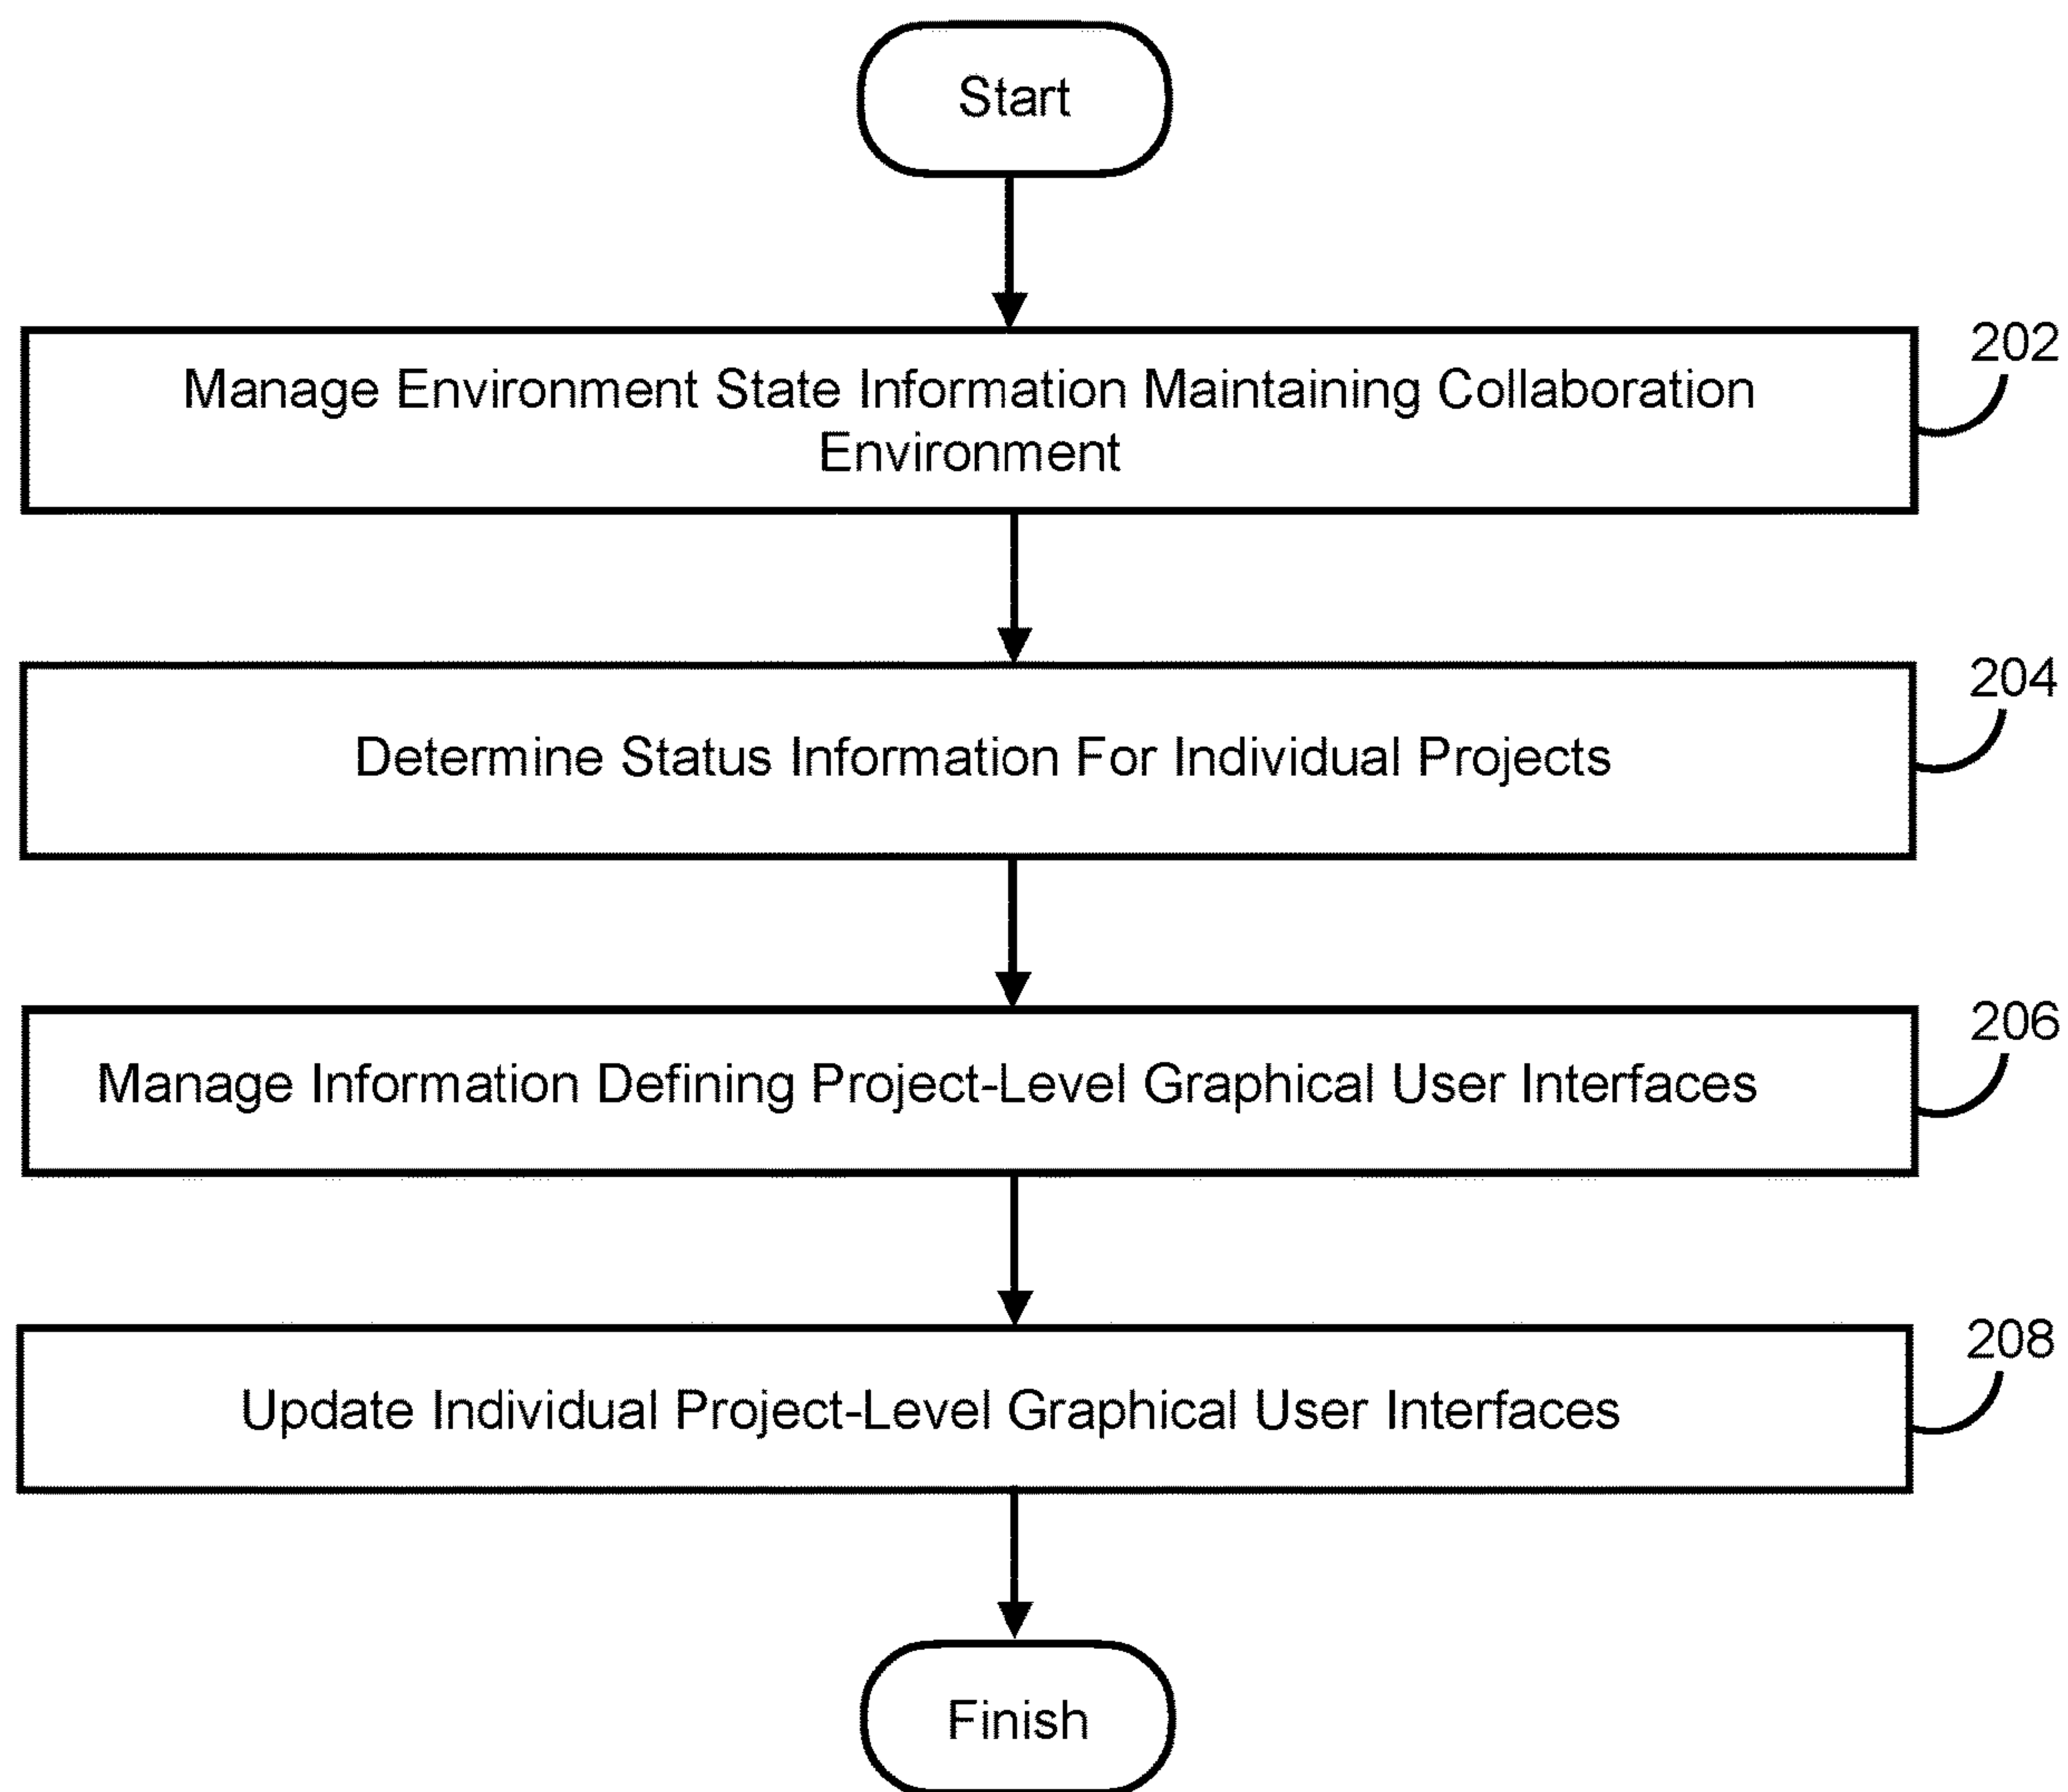 Start
202
Manage Environment State Information Maintaining Collaboration
Environment
204
Determine Status Information For Individual Projects
206
Manage Information Defining Project-Level Graphical User Interfaces
208
Update Individual Project-Level Graphical User Interfaces
Finish